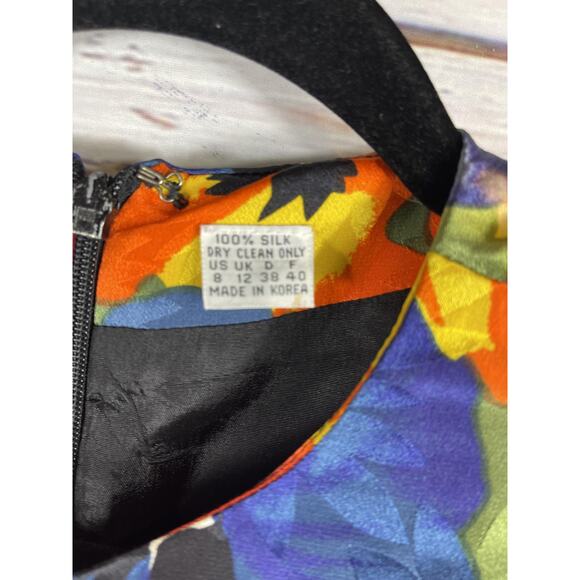 100% SILK
DRY CLEAN ONLY
US UK D F
8 12 38 40
MADE IN KOREA